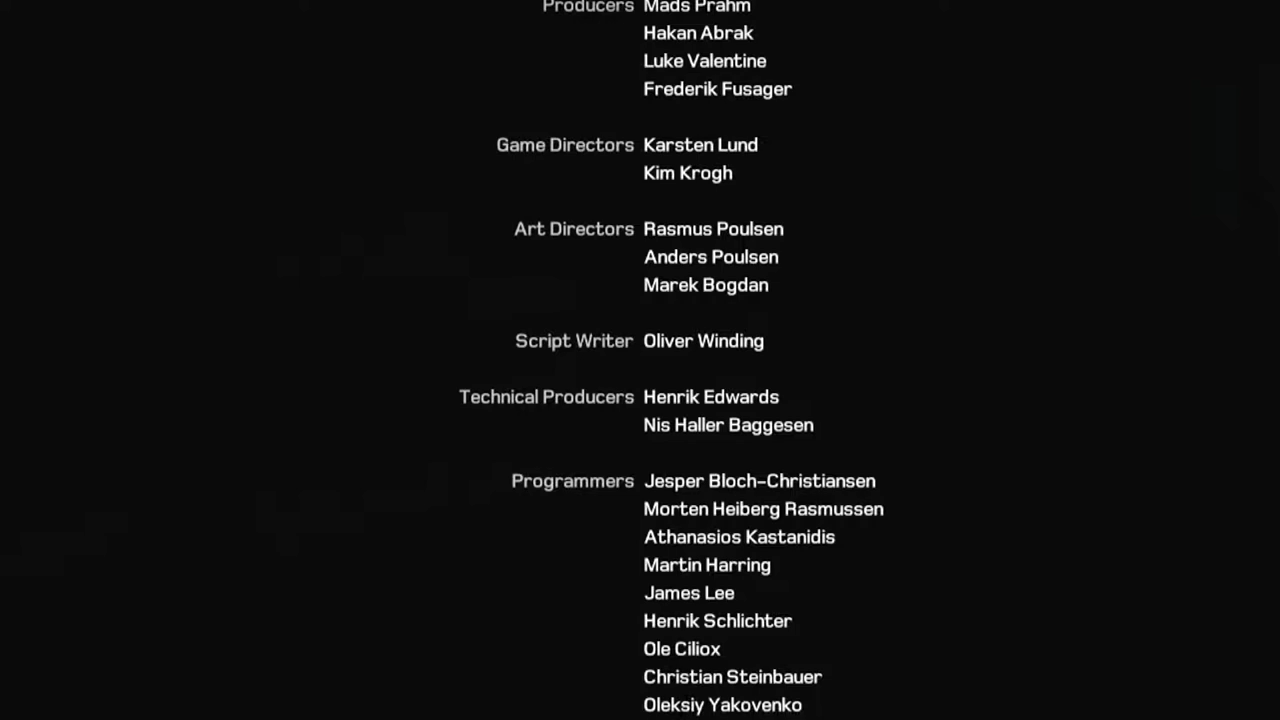 Producers Mads Prahm
Hakan Abrak
Luke Valentine
Frederik Fusager
Game Directors Karsten Lund
Kim Krogh
Art Directors Rasmus Poulsen
Anders Poulsen
Marek Bogdan
Script Writer Oliver Winding
Technical Producers Henrik Edwards
Nis Haller Baggesen
Programmers Jesper Bloch-Christiansen
Morten Heiberg Rasmussen
Athanasios Kastanidis
Martin Harring
James Lee
Henrik Schlichter
Ole Ciliox
Christian Steinbauer
Oleksiy Yakovenko